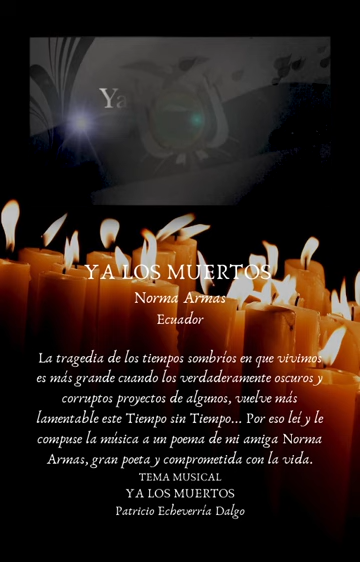 Ya
YA LOS MUERTOS
Norma Armas
Ecuador
La tragedia de los tiempos sombríos en que vivimos
es más grande cuando los verdaderamente oscuros y
corruptos proyectos de algunos, vuelve más
lamentable este Tiempo sin Tiempo... Por eso leí y le
compuse la música a un poema de mi amiga Norma
Armas, gran poeta y comprometida con la vida.
TEMA MUSICAL
YA LOS MUERTOS
Patricio Echeverría Dalgo